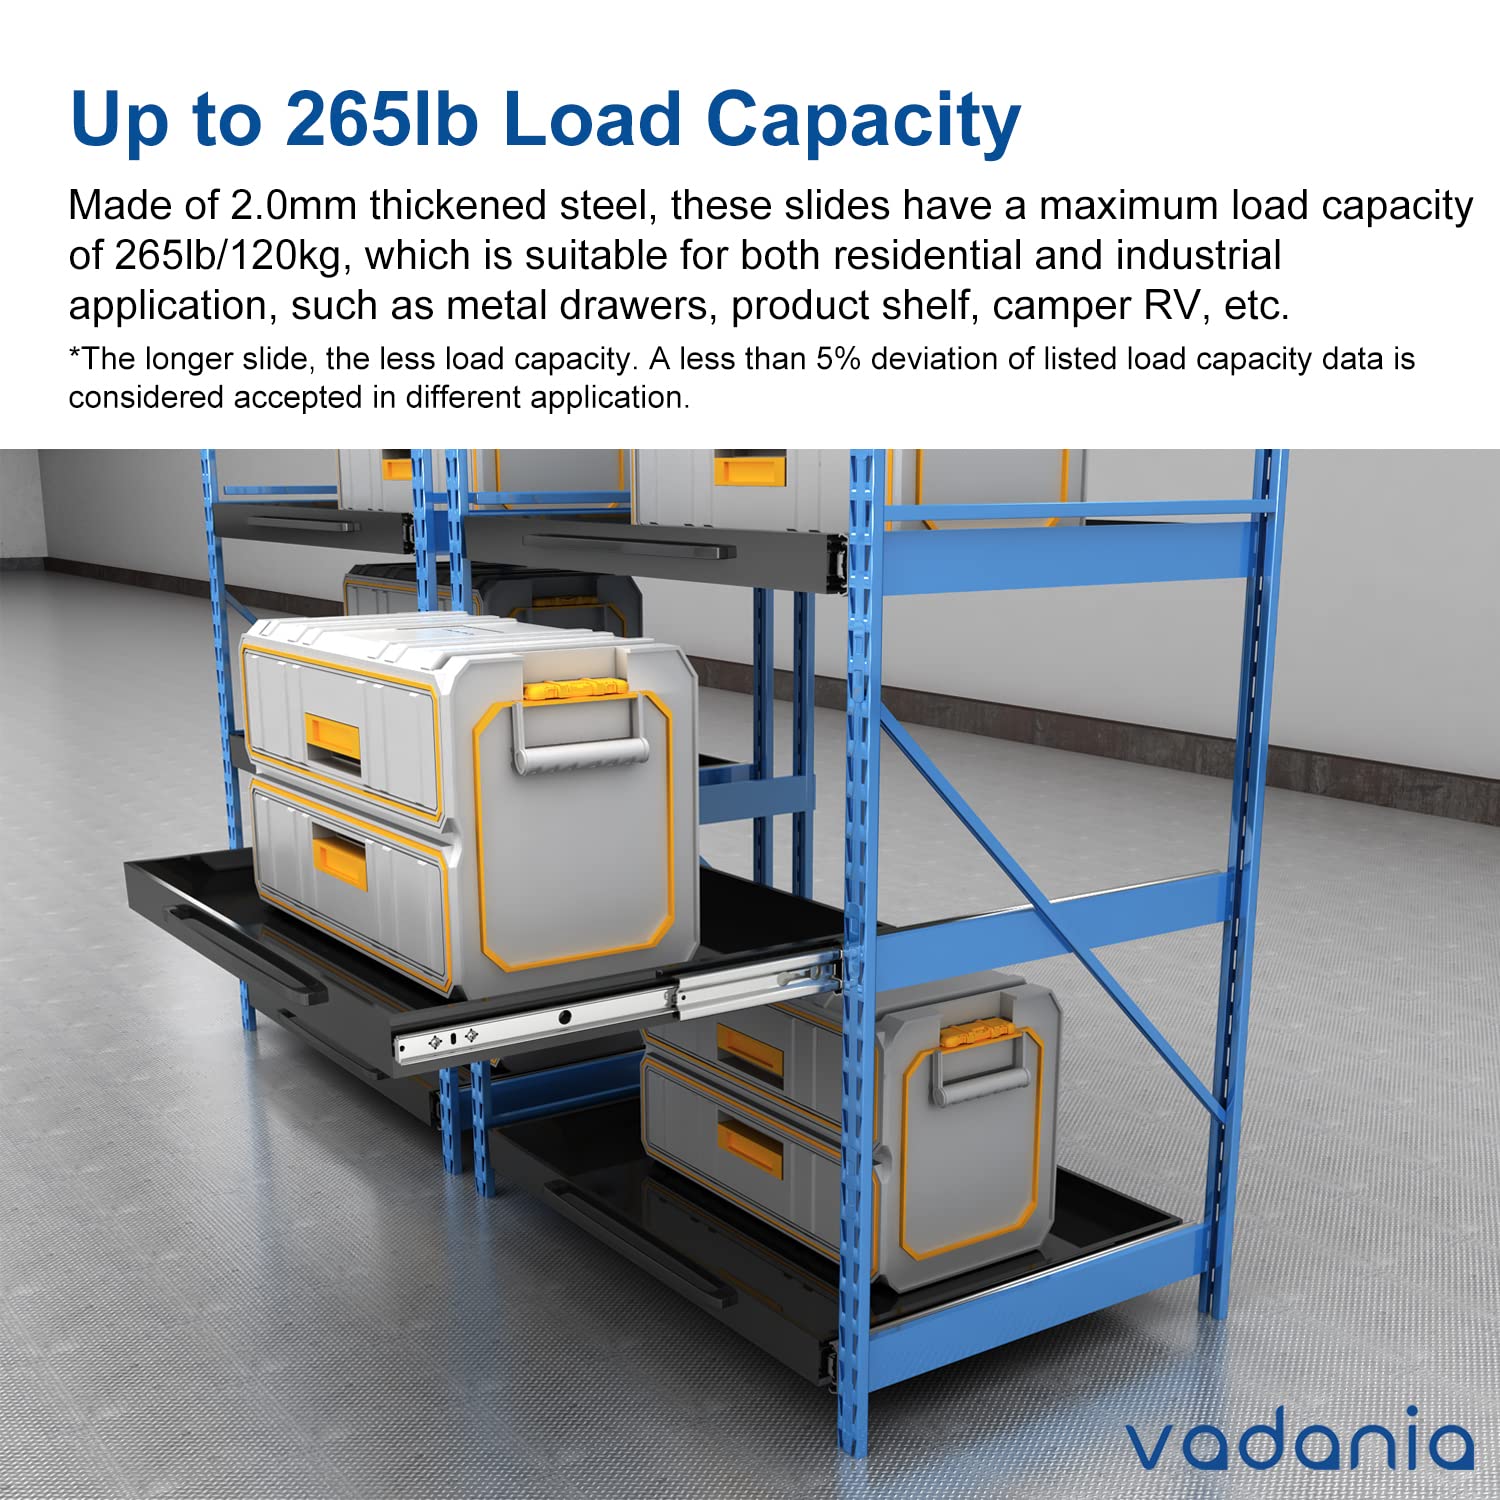 Up to 265lb Load Capacity
Made of 2.0mm thickened steel, these slides have a maximum load capacity
of 265lb/120kg, which is suitable for both residential and industrial
application, such as metal drawers, product shelf, camper RV, etc.
*The longer slide, the less load capacity. A less than 5% deviation of listed load capacity data is
considered accepted in different application.
vadania